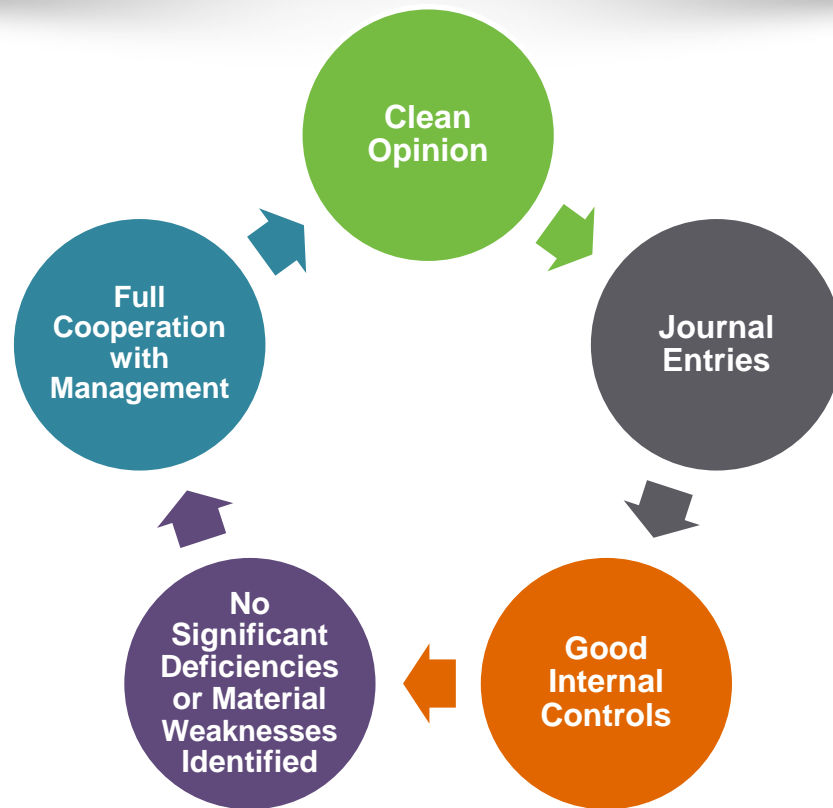 Clean
Opinion
Journal
Entries
Good
Internal
Controls
No
Significant
Deficiencies
or Material
Weaknesses
Identified
Full
Cooperation
with
Management